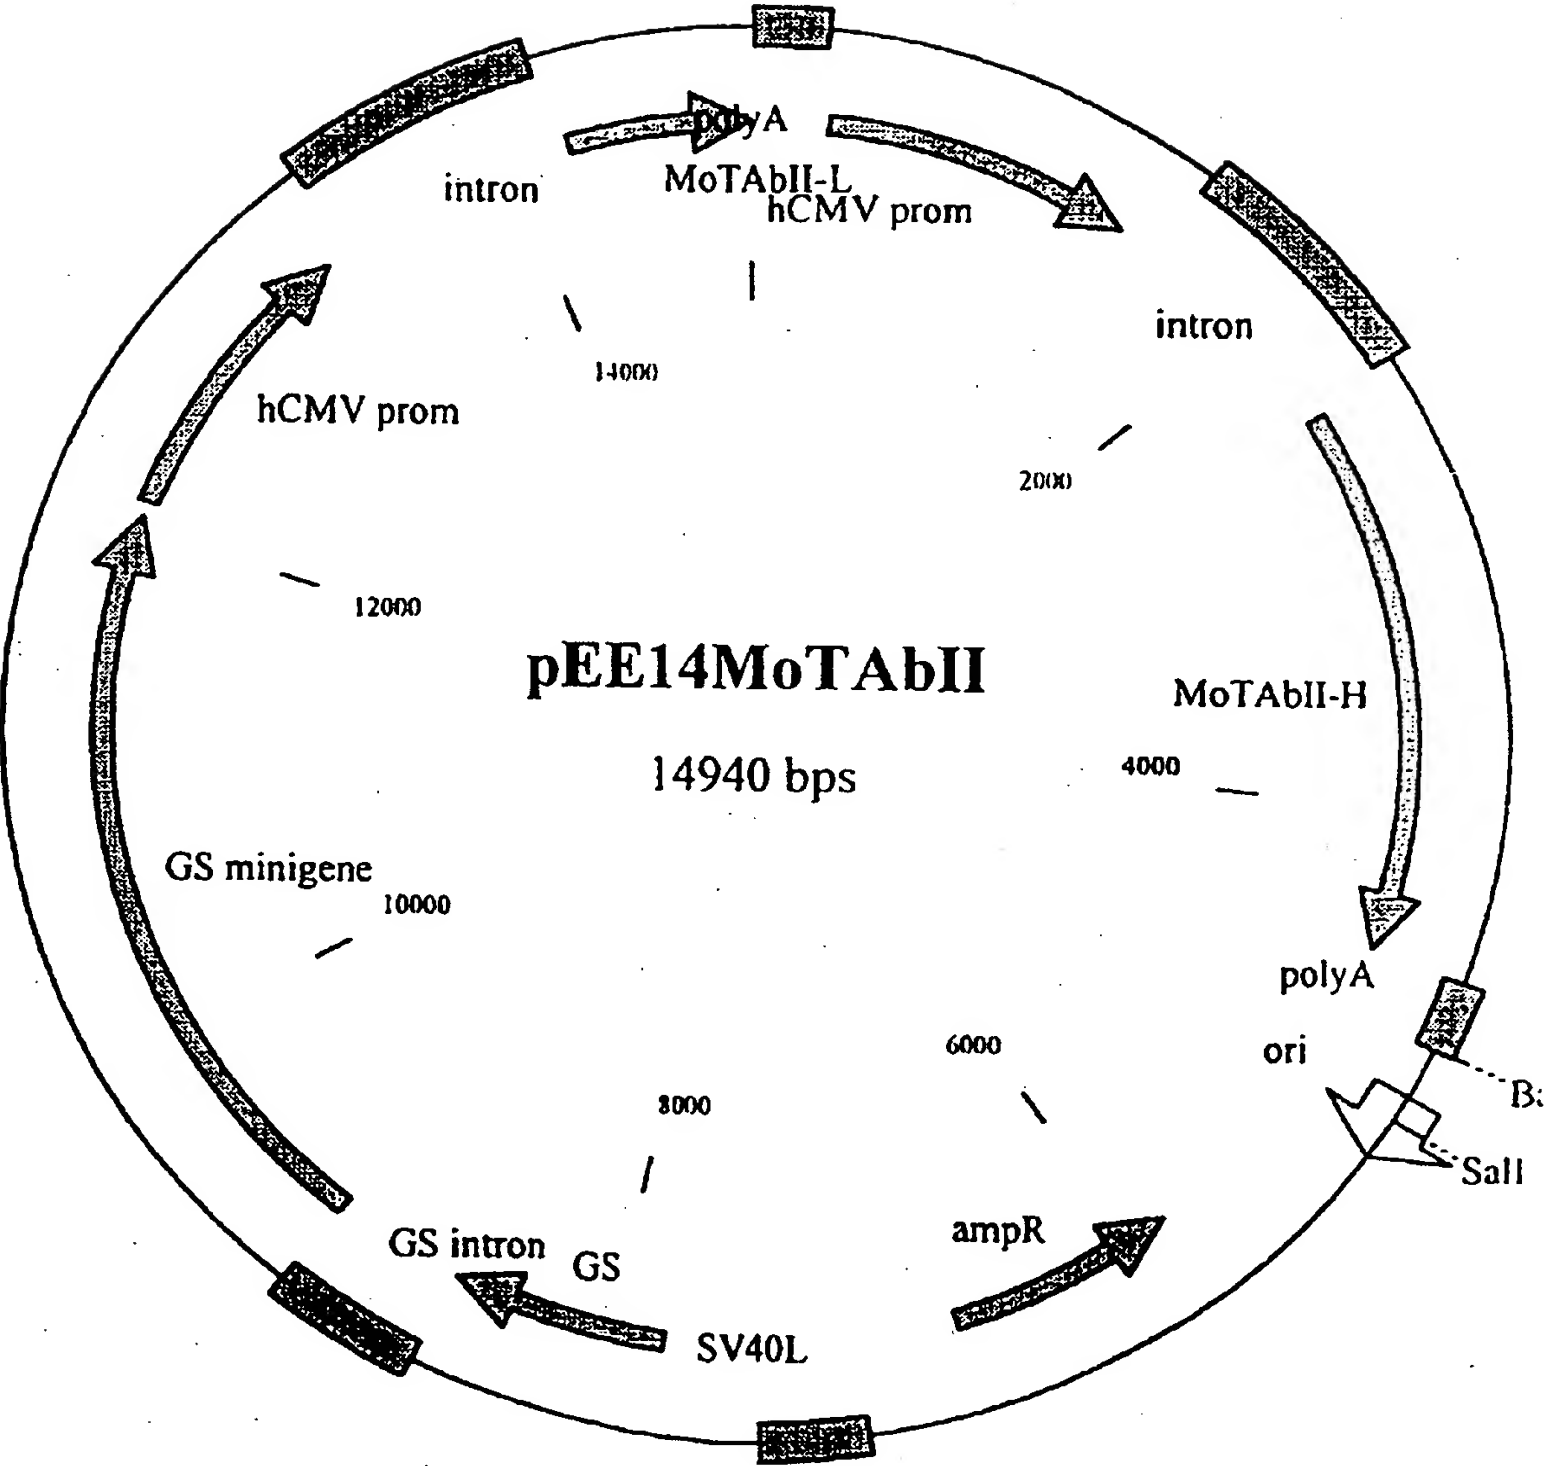 polyA
intron
MoTAbII-L
hCMV prom
intron
14000
hCMV prom
2000
12000
pEE14MoTAbII
MoTAbII-H
14940 bps
4000
GS minigene
10000
polyA
6000
ori
8000
SalI
ampR
GS intron
GS
SV40L